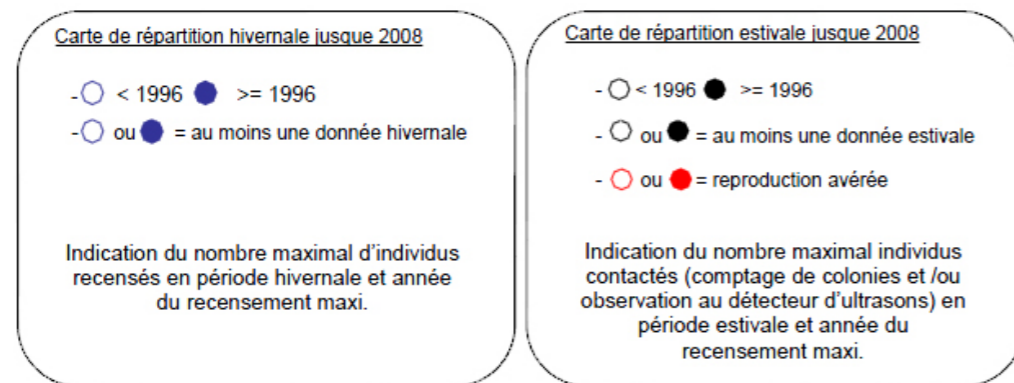 Carte de répartition hivernale jusque 2008
- < 1996 >= 1996
- ou = au moins une donnée hivernale
Indication du nombre maximal d'individus
recensés en période hivernale et année
du recensement maxi.
Carte de répartition estivale jusque 2008
- < 1996 >= 1996
- ou = au moins une donnée estivale
- ou = reproduction avérée
Indication du nombre maximal individus
contactés (comptage de colonies et /ou
observation au détecteur d'ultrasons) en
période estivale et année du
recensement maxi.